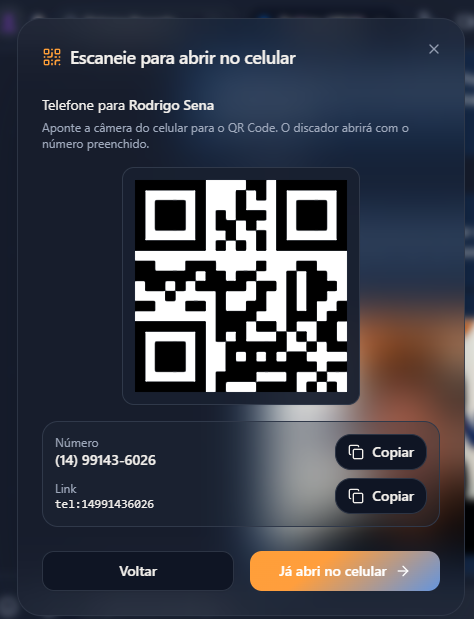 Escaneie para abrir no celular
Telefone para Rodrigo Sena
Aponte a câmera do celular para o QR Code. O discador abrirá com o
número preenchido.
Número
(14) 99143-6026
Copiar
Link
tel:14991436026
Copiar
Voltar
Já abri no celular